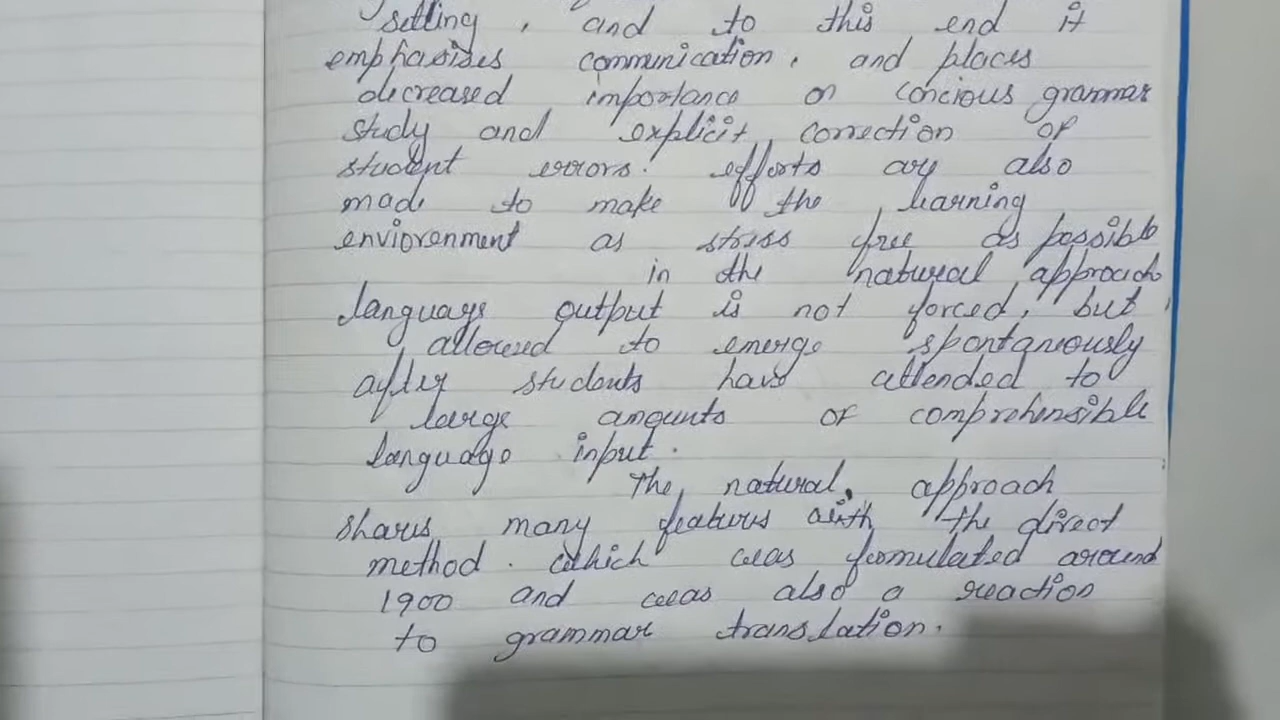 setting, and to this end it
emphasises communication, and places
decreased importance on concious grammar
study and explicit correction of
student errors. efforts are also
made to make the learning
enviorenment as stress free as possible
in the natural approach
language output is not forced, but
allowed to emerge spontaneously
after students have attended to
large amounts of comprehensible
language input.
The natural approach
shares many features with the direct
method. which was formulated around
1900 and was also a reaction
to grammar translation.